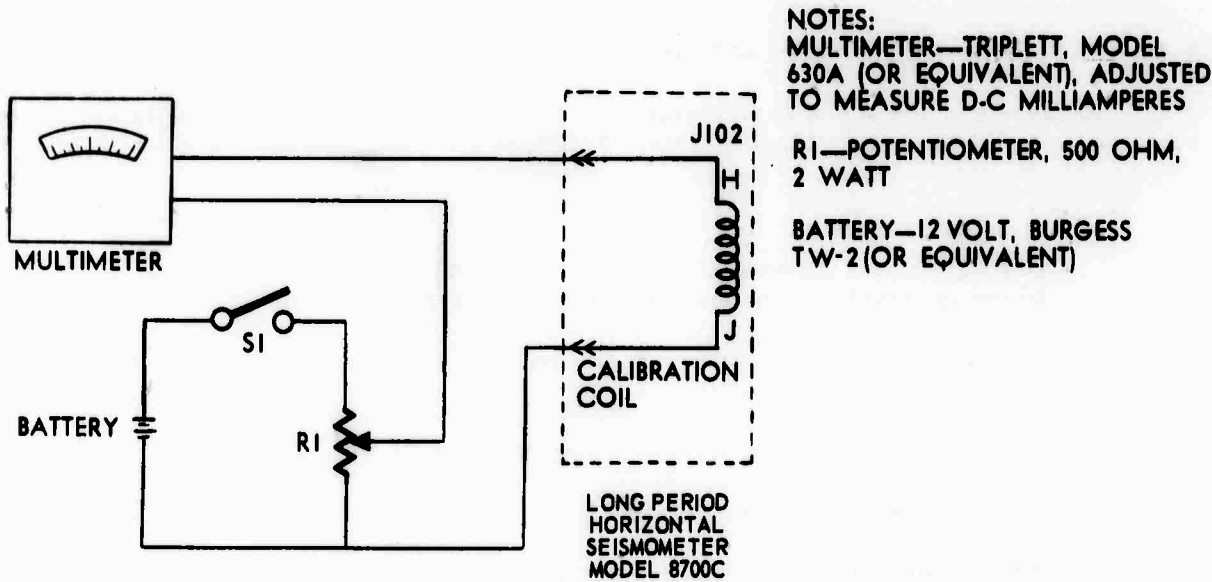 NOTES:
MULTIMETER—TRIPLETT, MODEL
630A (OR EQUIVALENT), ADJUSTED
TO MEASURE D-C MILLIAMPERES
R1—POTENTIOMETER, 500 OHM,
2 WATT
BATTERY—12 VOLT, BURGESS
TW-2 (OR EQUIVALENT)
J102
H
MULTIMETER
S1
J
CALIBRATION
COIL
BATTERY
R1
LONG PERIOD
HORIZONTAL
SEISMOMETER
MODEL 8700C